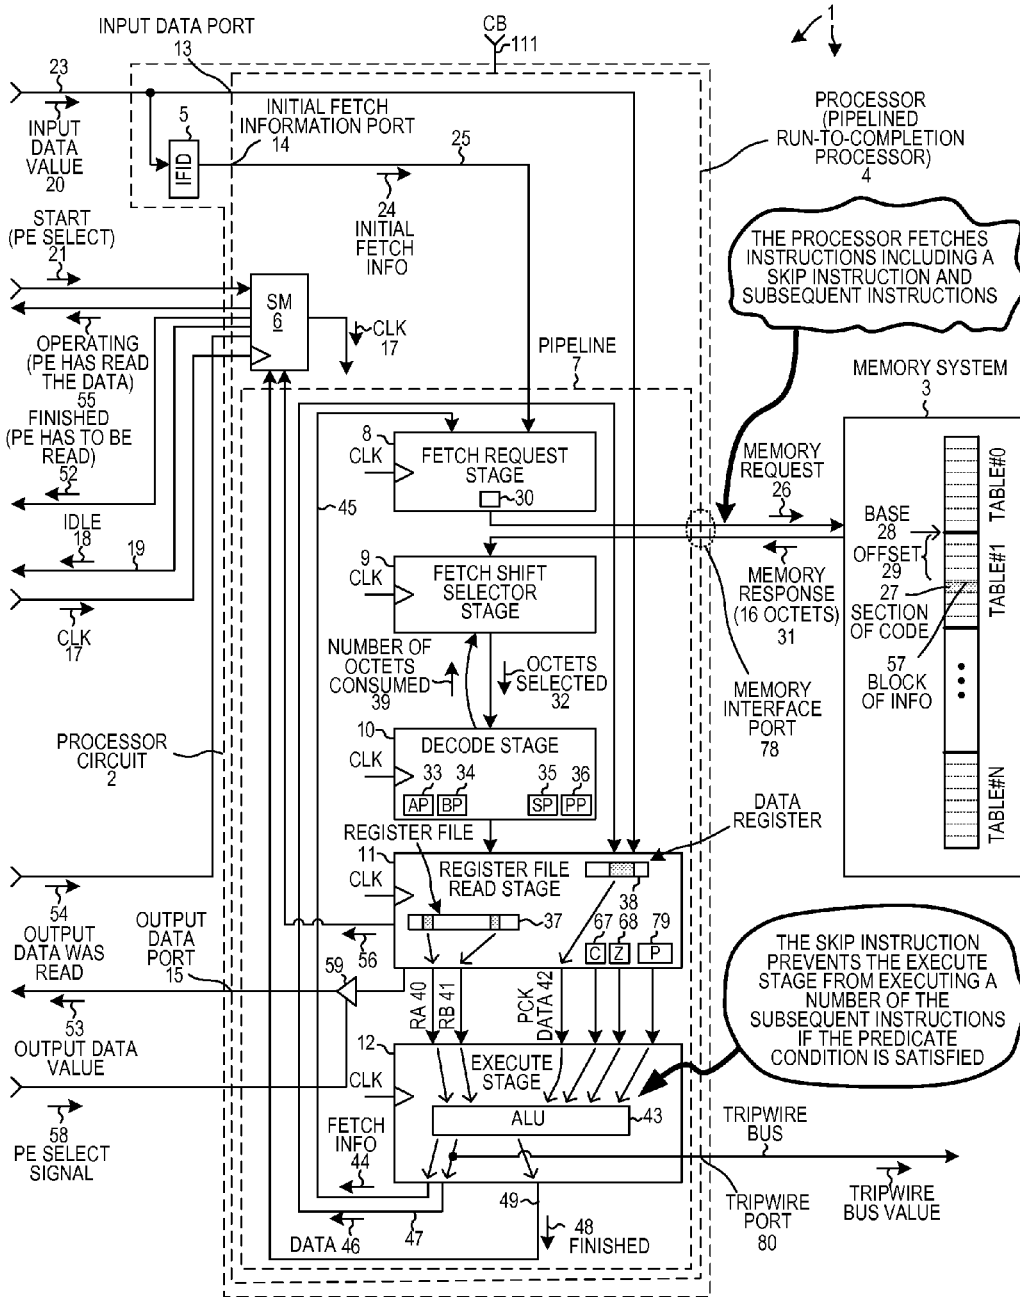 INPUT DATA PORT
13
CB
111
1
23
INPUT
DATA
VALUE
20
5
IFID
INITIAL FETCH
INFORMATION PORT
14
25
24
INITIAL
FETCH
INFO
PROCESSOR
(PIPELINED
RUN-TO-COMPLETION
PROCESSOR)
4
START
(PE SELECT)
21
SM
6
CLK
17
THE PROCESSOR FETCHES
INSTRUCTIONS INCLUDING A
SKIP INSTRUCTION AND
SUBSEQUENT INSTRUCTIONS
OPERATING
(PE HAS READ
THE DATA)
55
FINISHED
(PE HAS TO BE
READ)
52
IDLE
18
19
CLK
17
PIPELINE
7
MEMORY SYSTEM
3
8
CLK
FETCH REQUEST
STAGE
30
45
MEMORY
REQUEST
26
BASE
28
OFFSET
29
27
SECTION
OF CODE
57
BLOCK
OF INFO
TABLE#0
TABLE#1
TABLE#N
9
CLK
FETCH SHIFT
SELECTOR
STAGE
MEMORY
RESPONSE
(16 OCTETS)
31
NUMBER OF
OCTETS
CONSUMED
39
OCTETS
SELECTED
32
MEMORY
INTERFACE
PORT
78
PROCESSOR
CIRCUIT
2
10
CLK
DECODE STAGE
33
34
35
36
AP
BP
SP
PP
REGISTER FILE
DATA
REGISTER
11
CLK
REGISTER FILE
READ STAGE
38
37
67
68
79
C
Z
P
54
OUTPUT
DATA WAS
READ
OUTPUT
DATA
PORT
15
56
59
53
OUTPUT DATA
VALUE
RA 40
RB 41
PCK
DATA 42
THE SKIP INSTRUCTION
PREVENTS THE EXECUTE
STAGE FROM EXECUTING A
NUMBER OF THE
SUBSEQUENT INSTRUCTIONS
IF THE PREDICATE
CONDITION IS SATISFIED
12
CLK
EXECUTE
STAGE
ALU
43
58
PE SELECT
SIGNAL
FETCH
INFO
44
TRIPWIRE
BUS
TRIPWIRE
BUS VALUE
TRIPWIRE
PORT
80
49
47
DATA 46
48
FINISHED